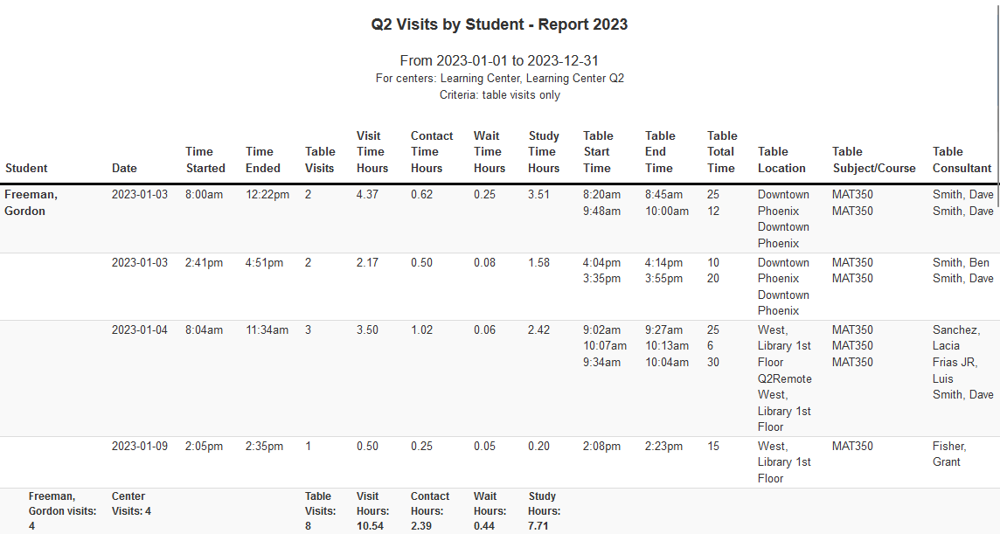 Q2 Visits by Student - Report 2023
From 2023-01-01 to 2023-12-31
For centers: Learning Center, Learning Center Q2
Criteria: table visits only
Visit Contact Wait Study Table Table Table
Time Time Table Time Time Time Time Start End Total Table Table Table
Student Date Started Ended Visits Hours Hours Hours Hours Time Time Time Location Subject/Course Consultant
Freeman, 2023-01-03 8:00am 12:22pm 2 4.37 0.62 0.25 3.51 8:20am 8:45am 25 Downtown MAT350 Smith, Dave
Gordon 9:48am 10:00am 12 Phoenix MAT350 Smith, Dave
Downtown
Phoenix
2023-01-03 2:41pm 4:51pm 2 2.17 0.50 0.08 1.58 4:04pm 4:14pm 10 Downtown MAT350 Smith, Ben
3:35pm 3:55pm 20 Phoenix MAT350 Smith, Dave
Downtown
Phoenix
2023-01-04 8:04am 11:34am 3 3.50 1.02 0.06 2.42 9:02am 9:27am 25 West, MAT350 Sanchez,
10:07am 10:13am 6 Library 1st MAT350 Lacia
9:34am 10:04am 30 Floor MAT350 Frias JR,
Q2Remote Luis
West, Smith, Dave
Library 1st
Floor
2023-01-09 2:05pm 2:35pm 1 0.50 0.25 0.05 0.20 2:08pm 2:23pm 15 West, MAT350 Fisher,
Library 1st Grant
Floor
Freeman, Center Table Visit Contact Wait Study
Gordon visits: Visits: 4 Visits: Hours: Hours: Hours: Hours:
4 8 10.54 2.39 0.44 7.71